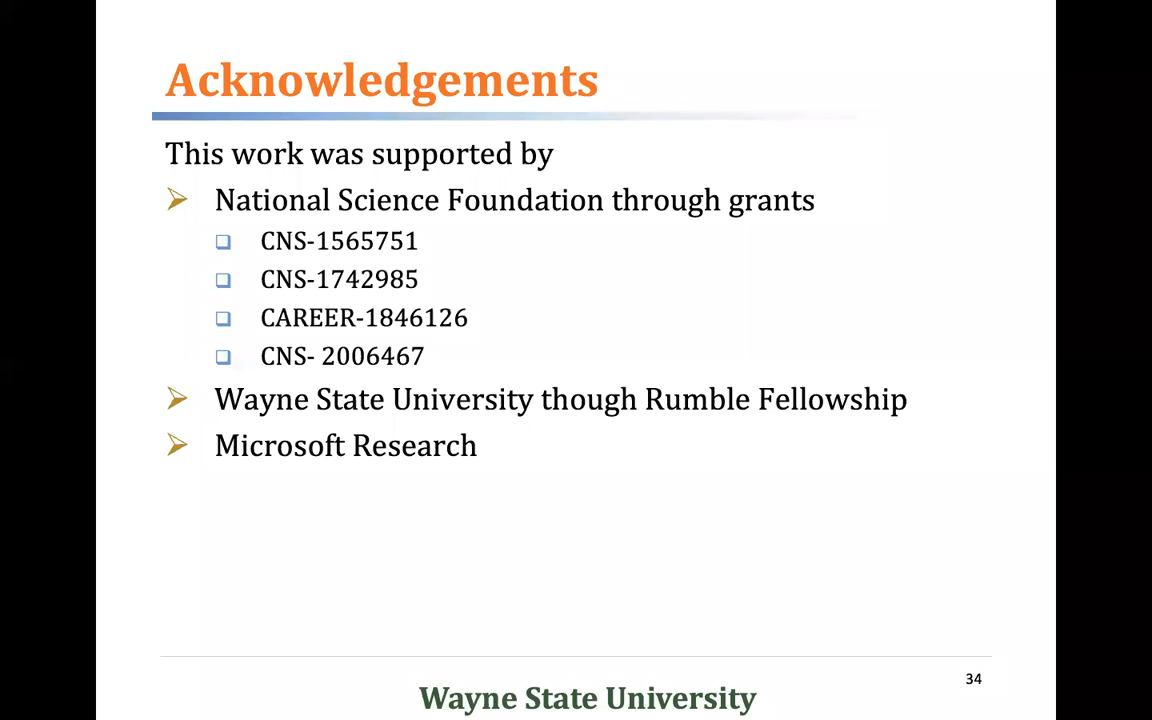 Acknowledgements
This work was supported by
National Science Foundation through grants
CNS-1565751
CNS-1742985
CAREER-1846126
CNS- 2006467
Wayne State University though Rumble Fellowship
Microsoft Research
34
Wayne State University